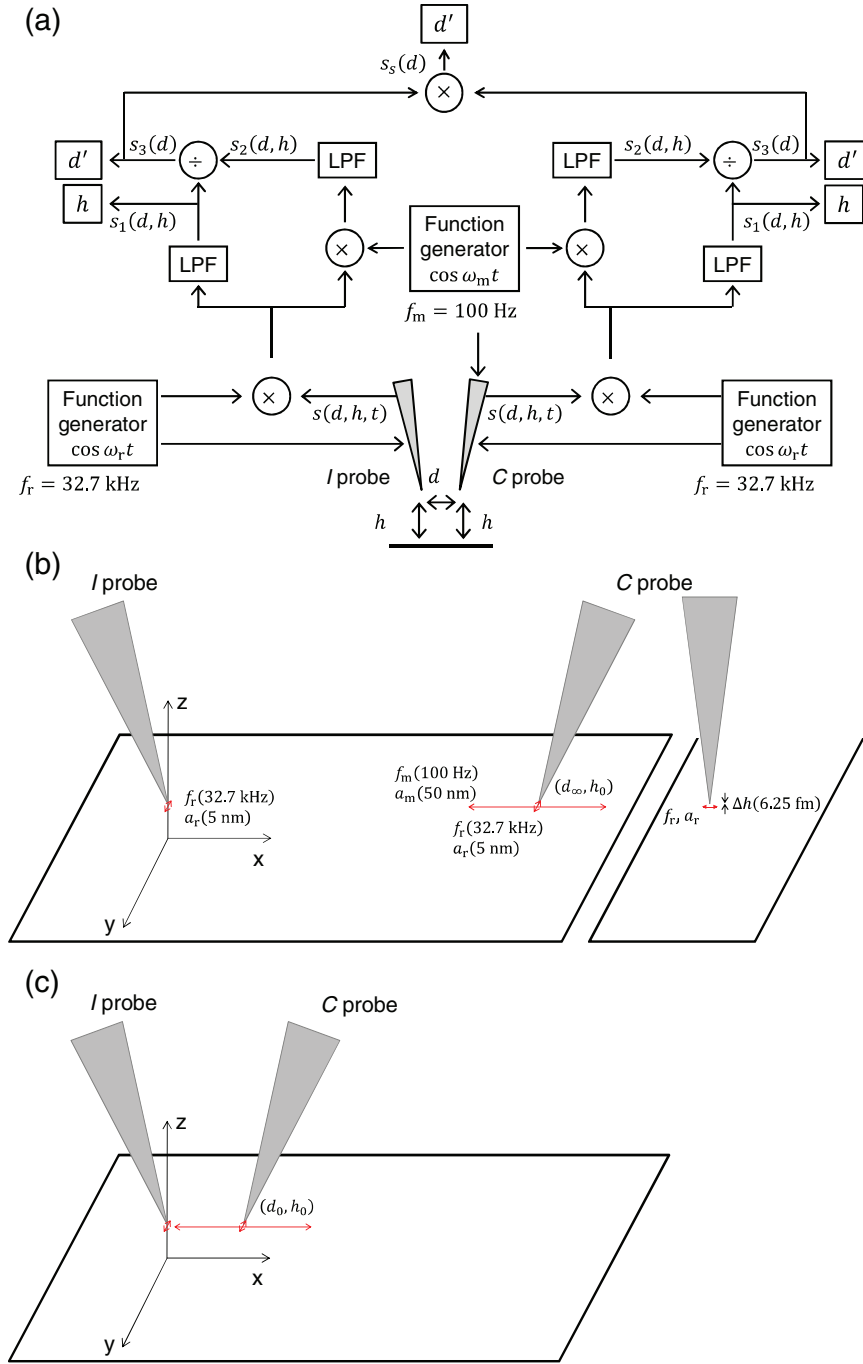 (a)
d′
s_s(d)
×
s_3(d)
÷
s_2(d, h)
LPF
LPF
s_2(d, h)
÷
s_3(d)
d′
d′
h
s_1(d, h)
s_1(d, h)
h
LPF
×
Function
generator
cos ω_m t
f_m = 100 Hz
×
LPF
Function
generator
cos ω_r t
f_r = 32.7 kHz
×
s(d, h, t)
s(d, h, t)
×
Function
generator
cos ω_r t
f_r = 32.7 kHz
I probe
d
C probe
h
h
(b)
I probe
C probe
z
f_r(32.7 kHz)
a_r(5 nm)
f_m(100 Hz)
a_m(50 nm)
(d_∞, h_0)
f_r(32.7 kHz)
a_r(5 nm)
f_r, a_r
Δh(6.25 fm)
x
y
(c)
I probe
C probe
z
(d_0, h_0)
x
y